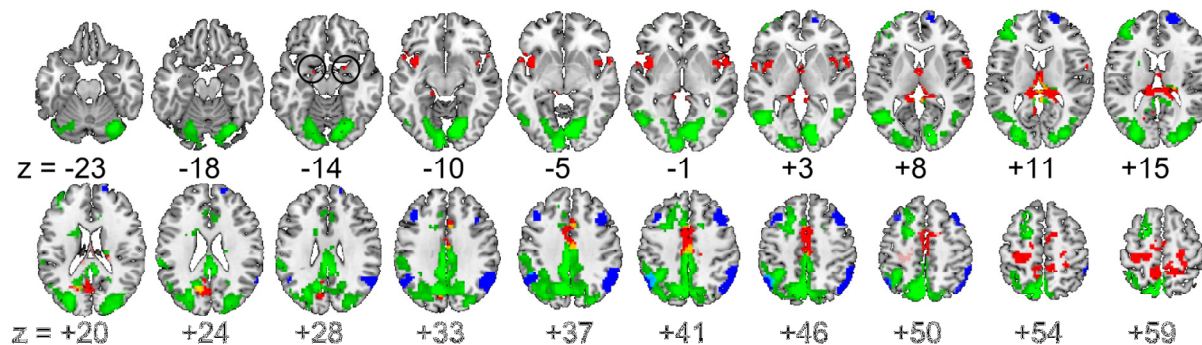 z = -23 -18 -14 -10 -5 -1 +3 +8 +11 +15
z = +20 +24 +28 +33 +37 +41 +46 +50 +54 +59